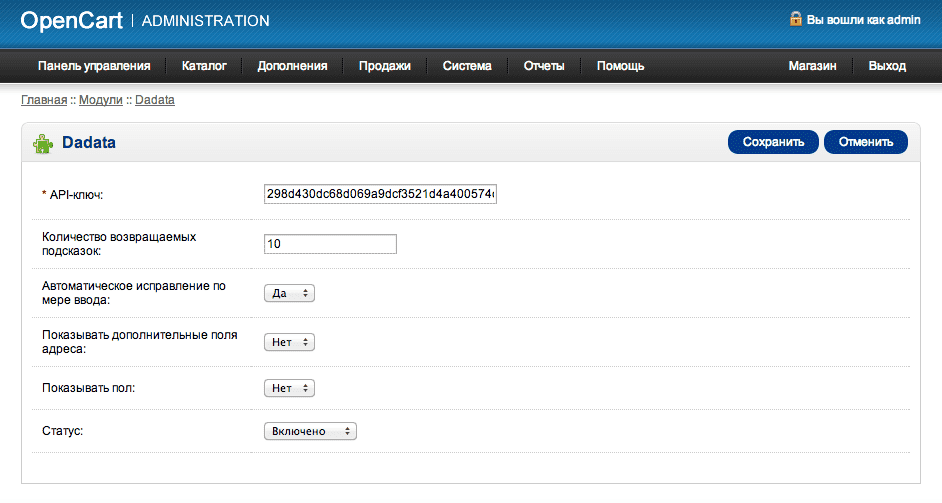 OpenCart | ADMINISTRATION
Вы вошли как admin
Панель управления Каталог Дополнения Продажи Система Отчеты Помощь Магазин Выход
Главная :: Модули :: Dadata
Dadata Сохранить Отменить
* API-ключ: 298d430dc68d069a9dcf3521d4a400574
Количество возвращаемых
подсказок:
10
Автоматическое исправление по
мере ввода:
Да
Показывать дополнительные поля
адреса:
Нет
Показывать пол: Нет
Статус: Включено